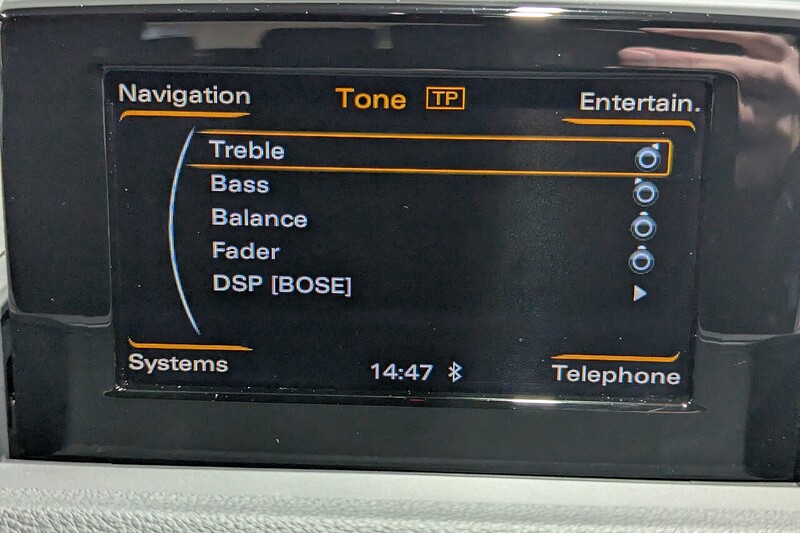 Navigation
Tone TP
Entertain.
Treble
Bass
Balance
Fader
DSP [BOSE]
Systems
14:47
Telephone